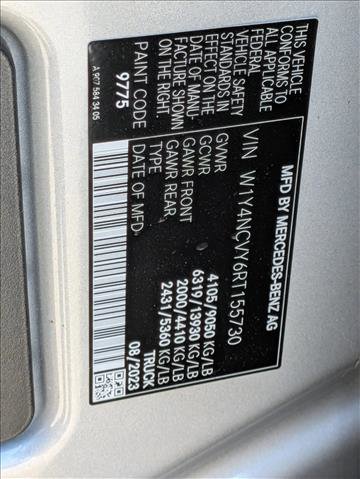 MFD BY MERCEDES-BENZ AG
VIN W1Y4NCVY6RT155730
GVWR 4105/9050 KG/LB
GCWR 6319/13930 KG/LB
GAWR FRONT 2000/4410 KG/LB
GAWR REAR 2431/5360 KG/LB
TYPE TRUCK
DATE OF MFD: 08/2023
THIS VEHICLE
CONFORMS TO
ALL APPLICABLE
FEDERAL
VEHICLE SAFETY
STANDARDS IN
EFFECT ON THE
DATE OF MANU-
FACTURE SHOWN
ON THE RIGHT.
PAINT CODE
9775
A 907 584 34 05